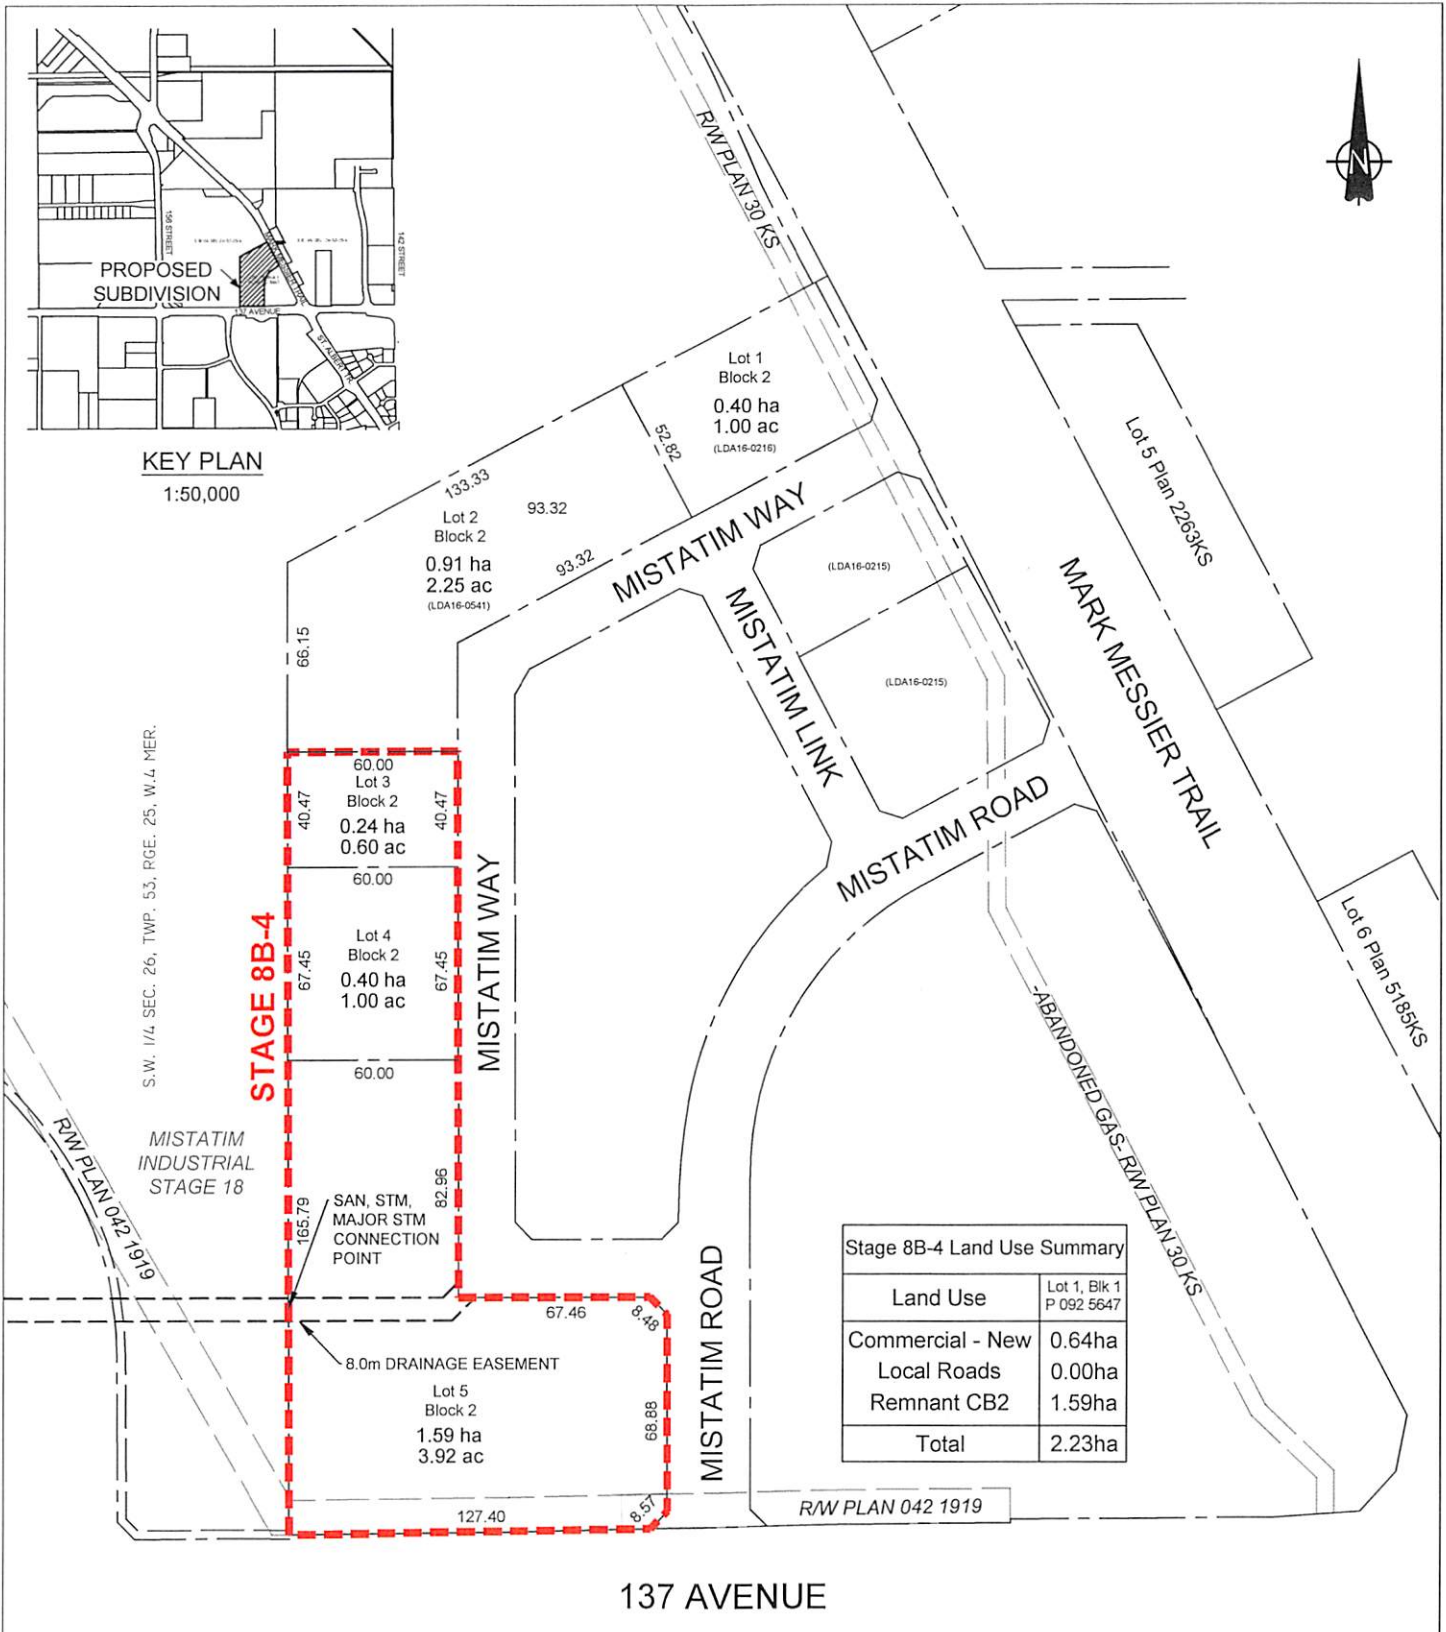 PROPOSED
SUBDIVISION
156 STREET
142 STREET
MARK MESSIER TRAIL
137 AVENUE
ST. ALBERT TR.
KEY PLAN
1:50,000
N
R/W PLAN 30 KS
Lot 1
Block 2
0.40 ha
1.00 ac
(LDA16-0216)
52.82
133.33
93.32
Lot 2
Block 2
0.91 ha
2.25 ac
(LDA16-0541)
93.32
66.15
MISTATIM WAY
MISTATIM LINK
(LDA16-0215)
(LDA16-0215)
MISTATIM ROAD
MARK MESSIER TRAIL
Lot 5 Plan 2263KS
Lot 6 Plan 5185KS
S.W. 1/4 SEC. 26, TWP. 53, RGE. 25, W.4 MER.
STAGE 8B-4
60.00
Lot 3
Block 2
0.24 ha
0.60 ac
40.47
40.47
60.00
Lot 4
Block 2
0.40 ha
1.00 ac
67.45
67.45
60.00
MISTATIM WAY
MISTATIM
INDUSTRIAL
STAGE 18
R/W PLAN 042 1919
165.79
82.96
SAN, STM,
MAJOR STM
CONNECTION
POINT
67.46
8.48
8.0m DRAINAGE EASEMENT
Lot 5
Block 2
1.59 ha
3.92 ac
68.88
127.40
8.57
MISTATIM ROAD
-ABANDONED GAS- R/W PLAN 30 KS
Stage 8B-4 Land Use Summary
Land Use Lot 1, Blk 1
P 092 5647
Commercial - New 0.64ha
Local Roads 0.00ha
Remnant CB2 1.59ha
Total 2.23ha
R/W PLAN 042 1919
137 AVENUE